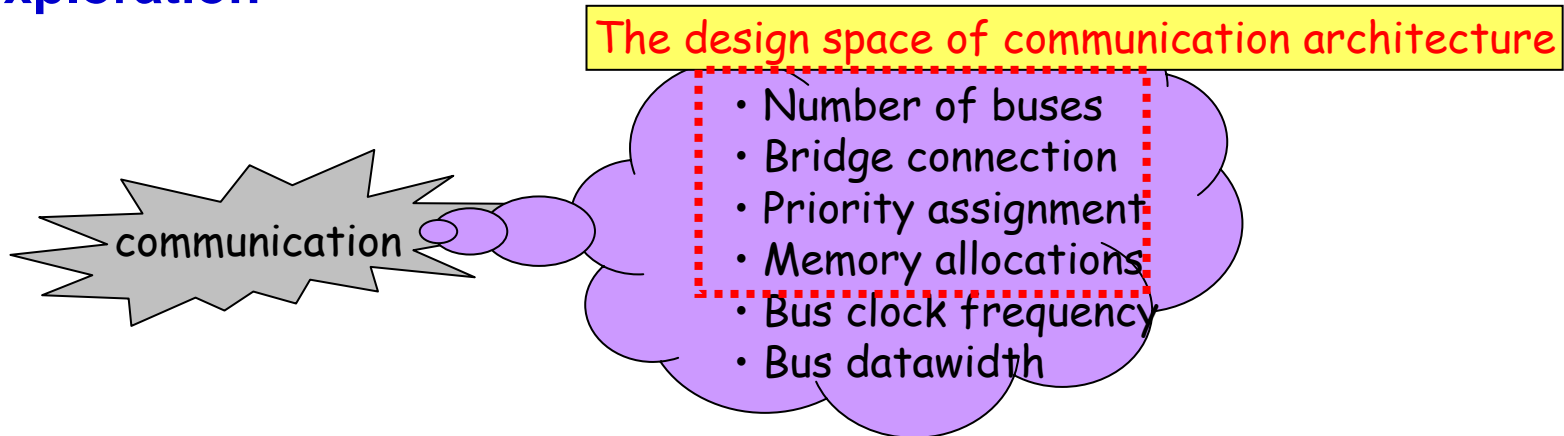 The design space of communication architecture
• Number of buses
• Bridge connection
• Priority assignment
• Memory allocations
• Bus clock frequency
• Bus datawidth
communication